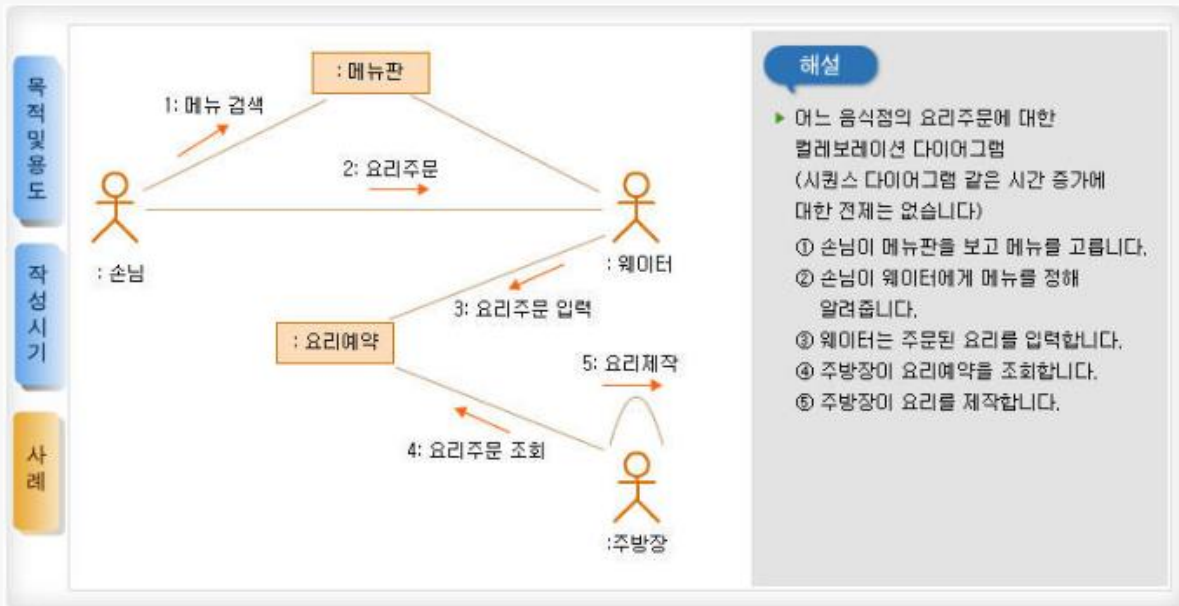 목적및용도
작성시기
사례
: 메뉴판
1: 메뉴 검색
2: 요리주문
: 손님
: 웨이터
3: 요리주문 입력
: 요리예약
5: 요리제작
4: 요리주문 조회
:주방장
해설
▶ 어느 음식점의 요리주문에 대한
컬레보레이션 다이어그램
(시퀀스 다이어그램 같은 시간 증가에
대한 전제는 없습니다)
① 손님이 메뉴판을 보고 메뉴를 고릅니다.
② 손님이 웨이터에게 메뉴를 정해
알려줍니다.
③ 웨이터는 주문된 요리를 입력합니다.
④ 주방장이 요리예약을 조회합니다.
⑤ 주방장이 요리를 제작합니다.